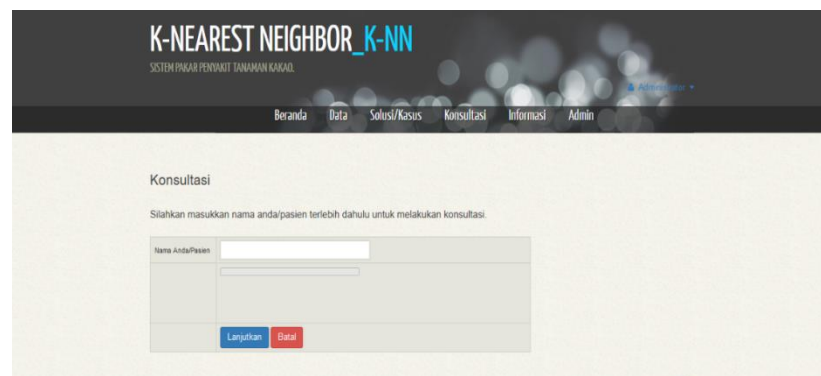 K-NEAREST NEIGHBOR_K-NN
SISTEM PAKAR PENYAKIT TANAMAN KAKAO.
Administrator
Beranda Data Solusi/Kasus Konsultasi Informasi Admin
Konsultasi
Silahkan masukkan nama anda/pasien terlebih dahulu untuk melakukan konsultasi.
Nama Anda/Pasien
Lanjutkan Batal